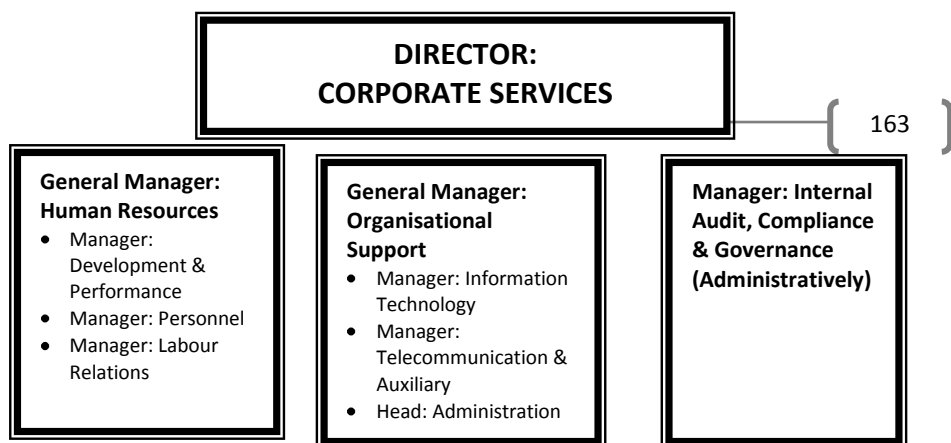 DIRECTOR:
CORPORATE SERVICES
163
General Manager:
Human Resources
• Manager:
Development &
Performance
• Manager: Personnel
• Manager: Labour
Relations
General Manager:
Organisational
Support
• Manager: Information
Technology
• Manager:
Telecommunication &
Auxiliary
• Head: Administration
Manager: Internal
Audit, Compliance
& Governance
(Administratively)